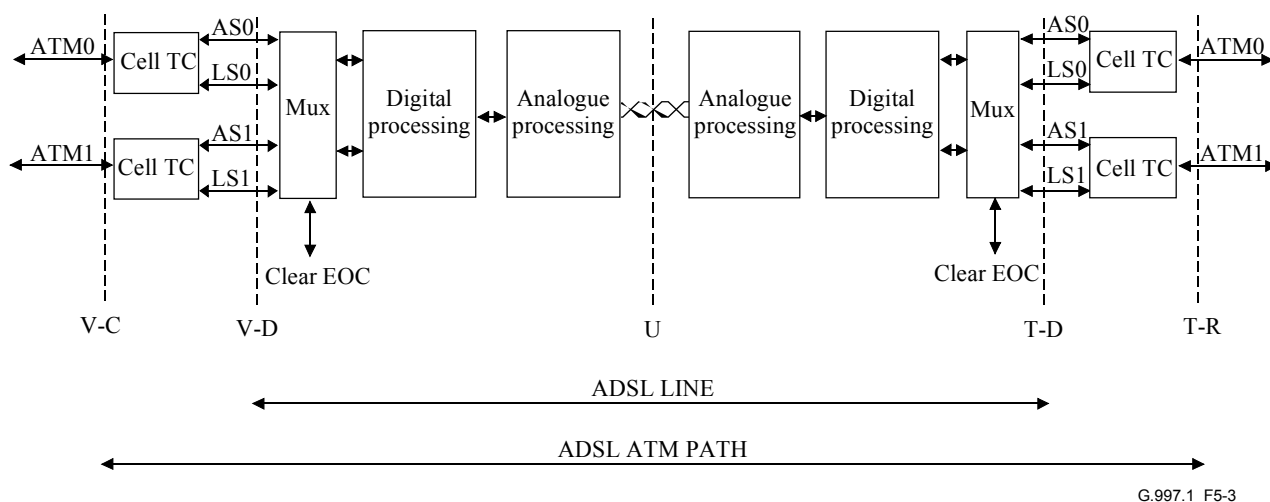 ATM0
Cell TC
AS0
LS0
ATM1
Cell TC
AS1
LS1
Mux
Clear EOC
Digital
processing
Analogue
processing
Analogue
processing
Digital
processing
Mux
Clear EOC
AS0
LS0
Cell TC
ATM0
AS1
LS1
Cell TC
ATM1
V-C
V-D
U
T-D
T-R
ADSL LINE
ADSL ATM PATH
G.997.1_F5-3